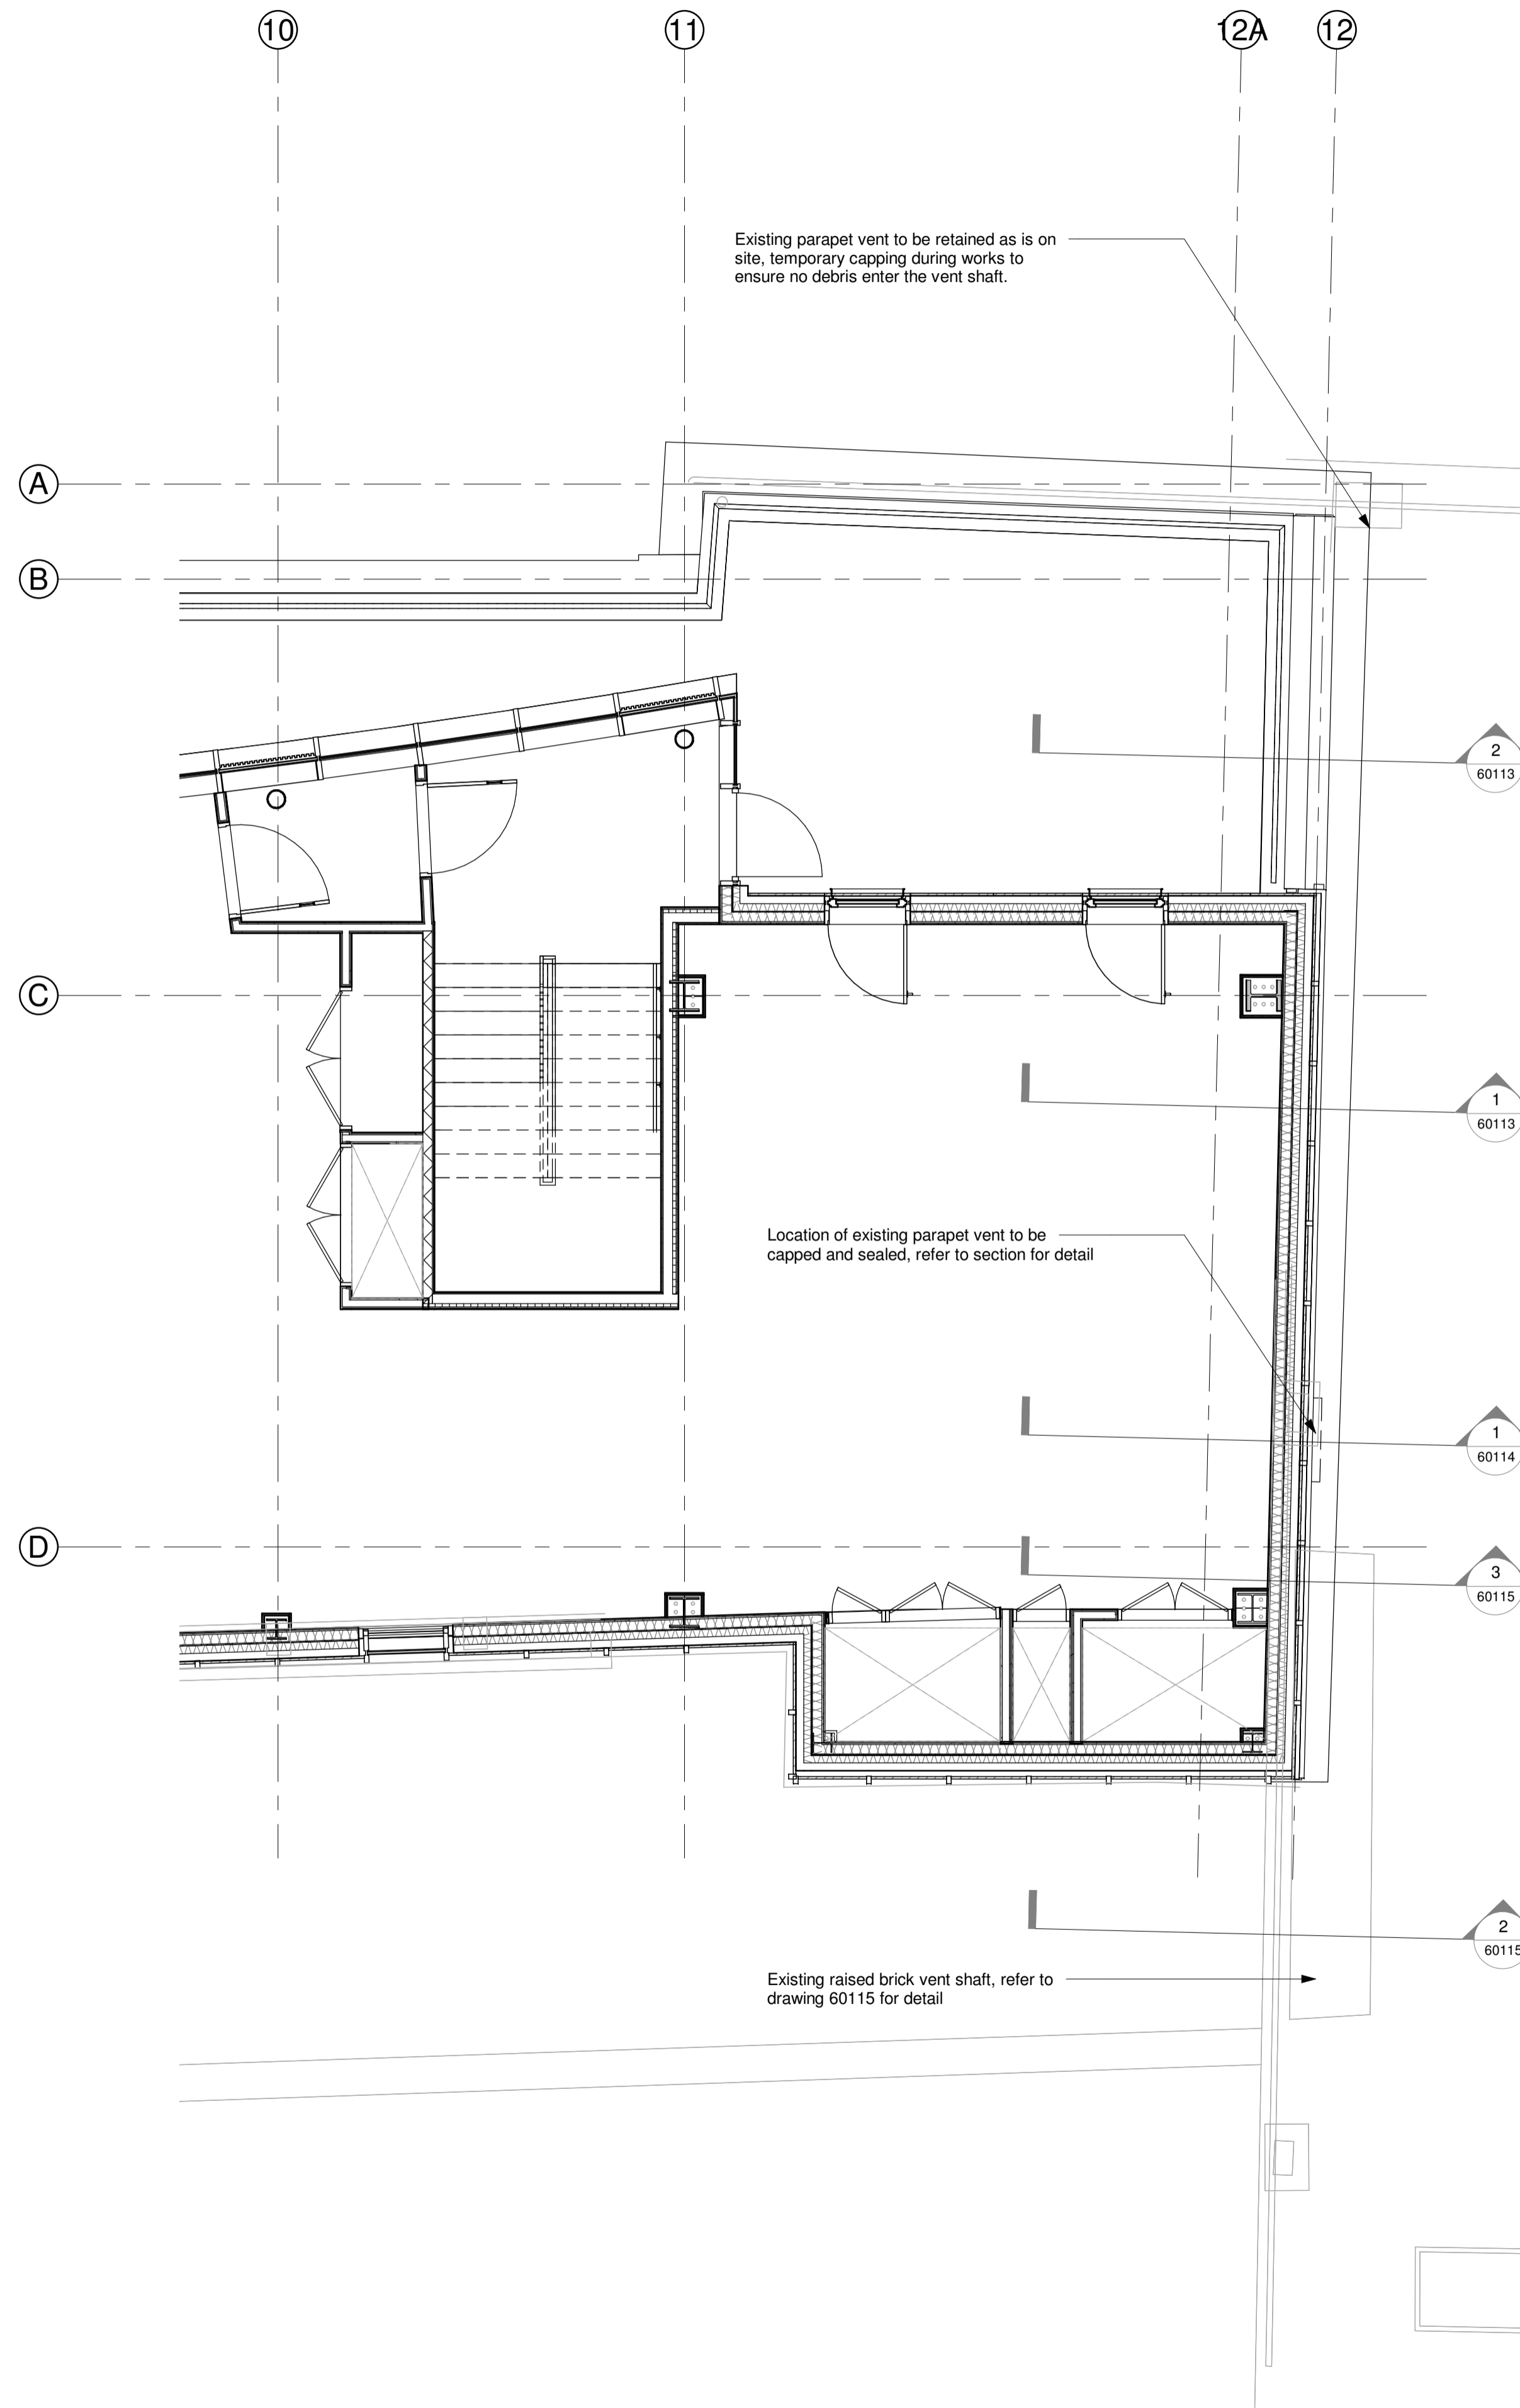 10
11
12A
12
Existing parapet vent to be retained as is on
site, temporary capping during works to
ensure no debris enter the vent shaft.
A
B
2
60113
C
1
60113
Location of existing parapet vent to be
capped and sealed, refer to section for detail
1
60114
D
3
60115
2
60115
Existing raised brick vent shaft, refer to
drawing 60115 for detail